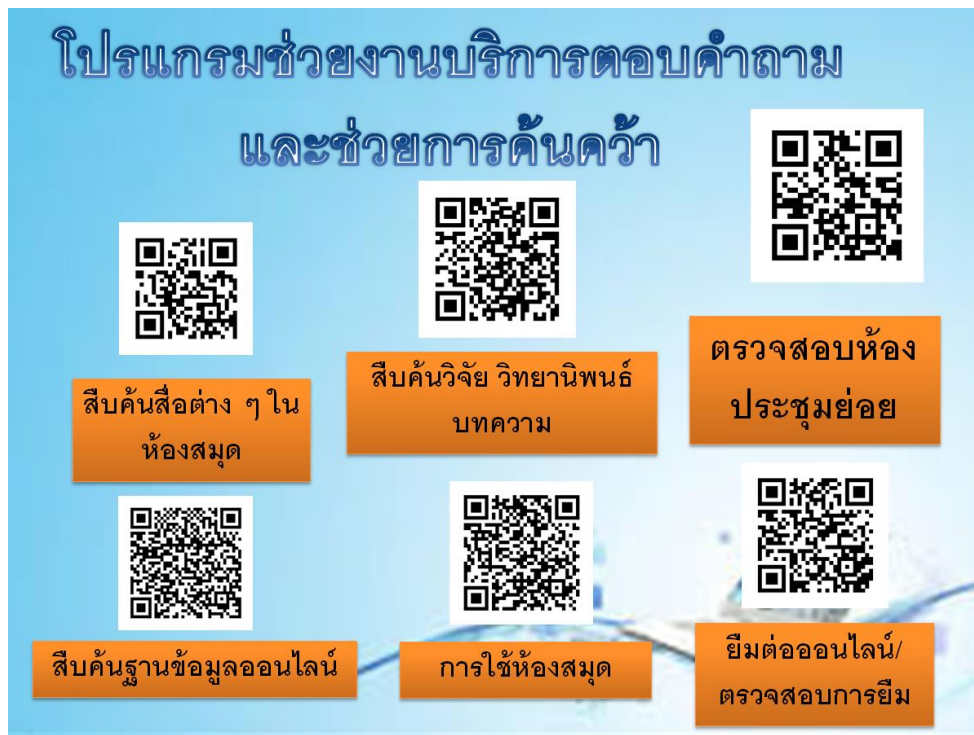 โปรแกรมช่วยงานบริการตอบคำถาม
และช่วยการค้นคว้า
สืบค้นสื่อต่าง ๆ ใน
ห้องสมุด
สืบค้นวิจัย วิทยานิพนธ์
บทความ
ตรวจสอบห้อง
ประชุมย่อย
สืบค้นฐานข้อมูลออนไลน์
การใช้ห้องสมุด
ยืมต่อออนไลน์/
ตรวจสอบการยืม